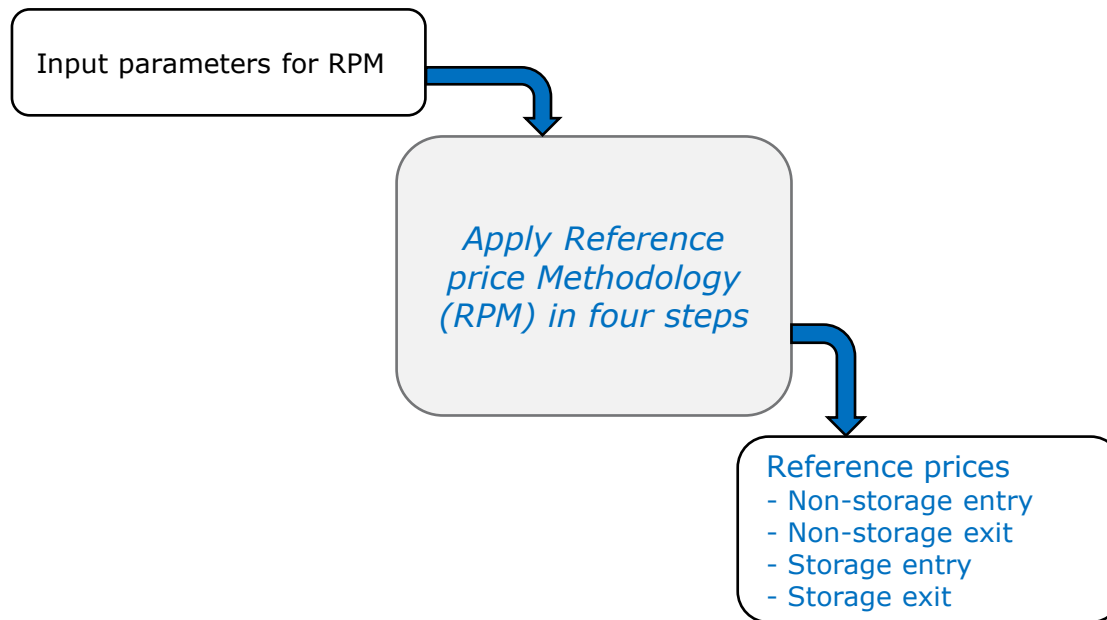 Input parameters for RPM
Apply Reference
price Methodology
(RPM) in four steps
Reference prices
- Non-storage entry
- Non-storage exit
- Storage entry
- Storage exit